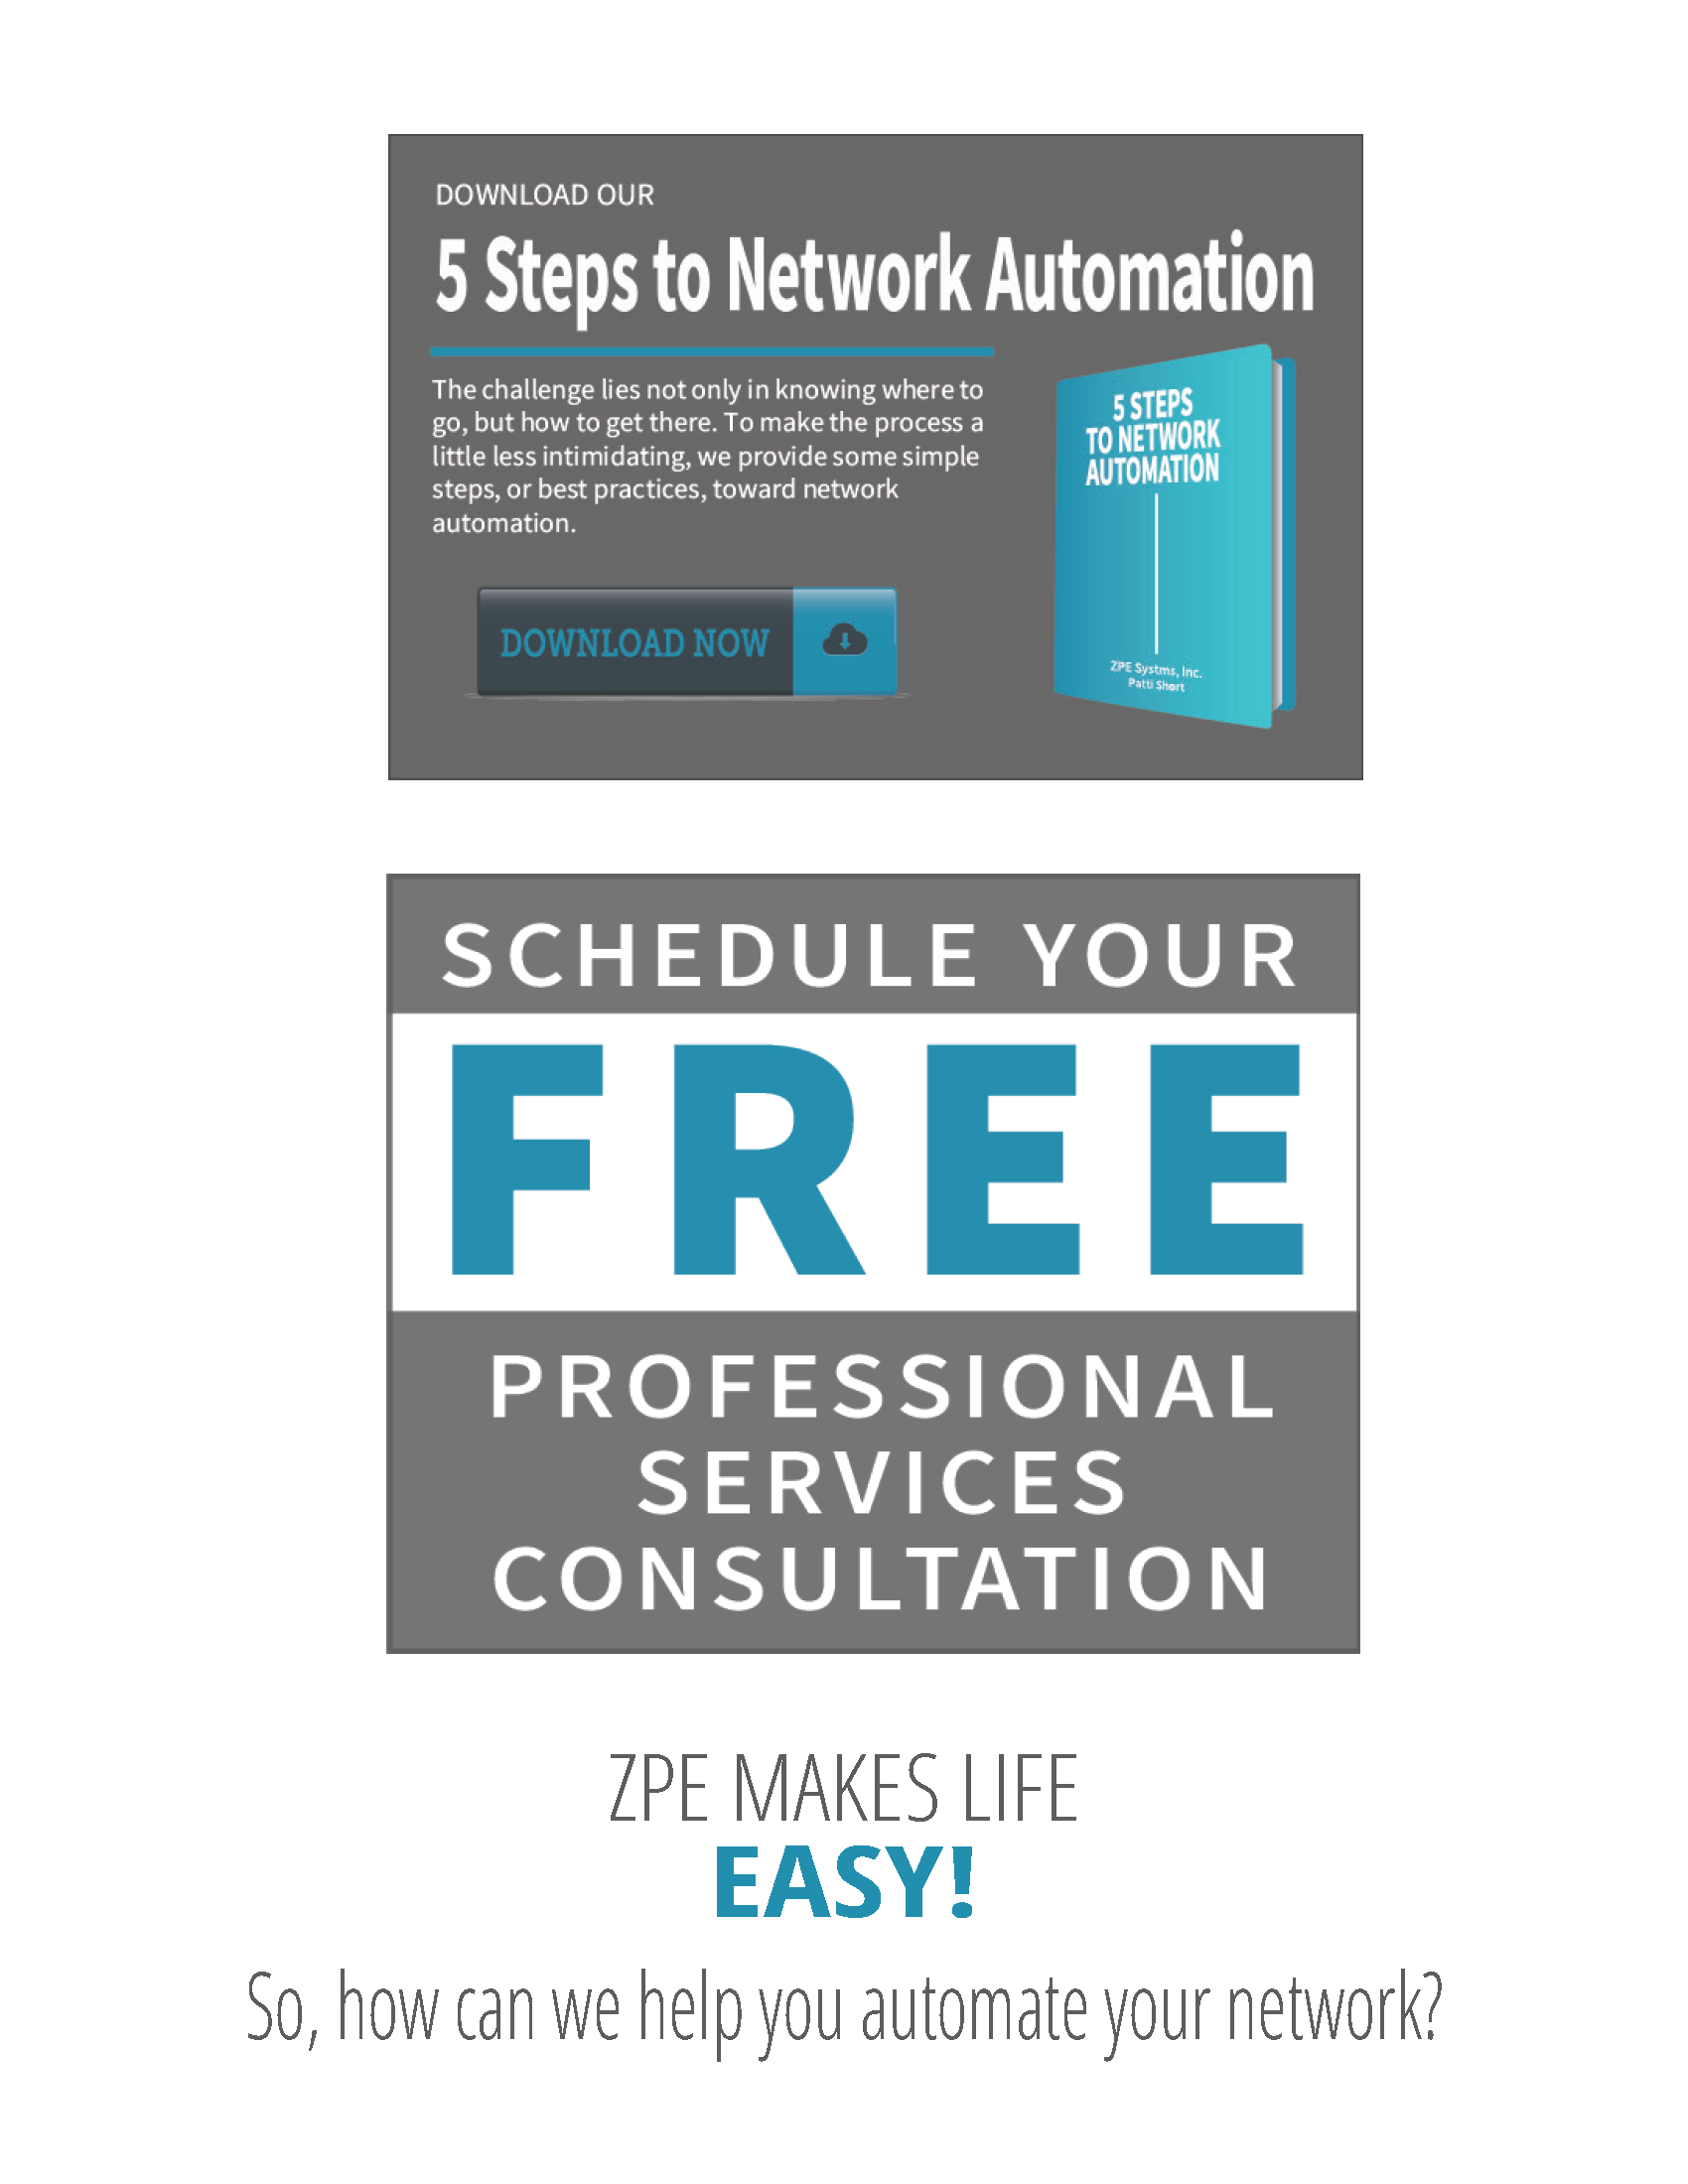 DOWNLOAD OUR
5 Steps to Network Automation
The challenge lies not only in knowing where to
go, but how to get there. To make the process a
little less intimidating, we provide some simple
steps, or best practices, toward network
automation.
DOWNLOAD NOW
5 STEPS
TO NETWORK
AUTOMATION
ZPE Systms, Inc.
Patti Short
SCHEDULE YOUR
FREE
PROFESSIONAL
SERVICES
CONSULTATION
ZPE MAKES LIFE
EASY!
So, how can we help you automate your network?